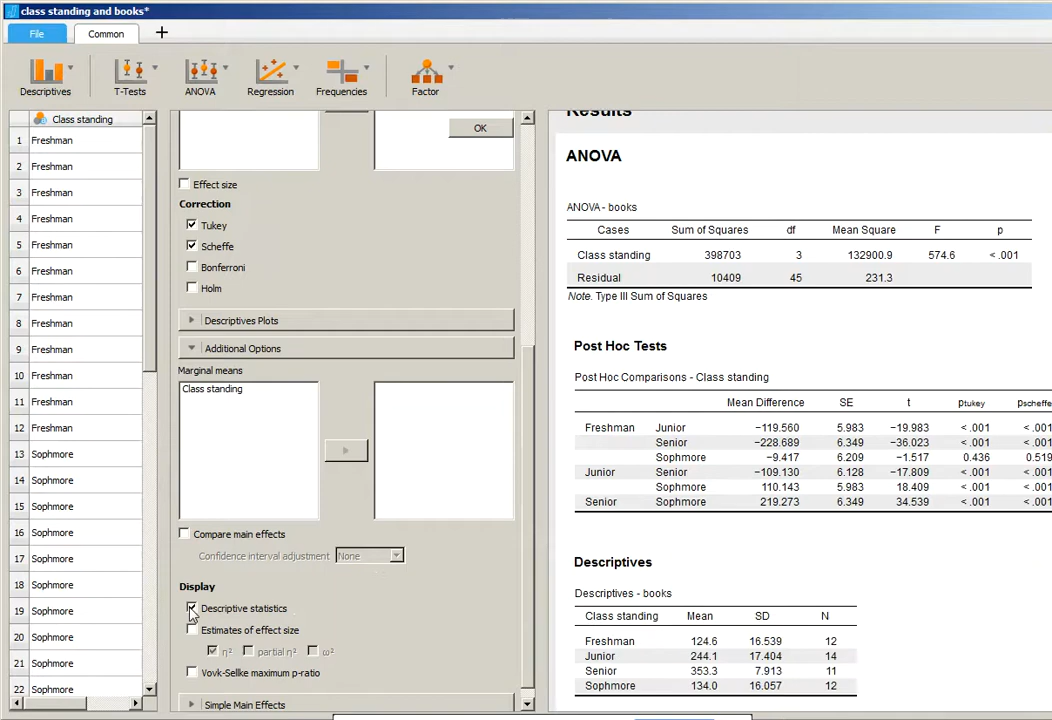 class standing and books*
File
Common
+
Descriptives
T-Tests
ANOVA
Regression
Frequencies
Factor
Class standing
1 Freshman
2 Freshman
3 Freshman
4 Freshman
5 Freshman
6 Freshman
7 Freshman
8 Freshman
9 Freshman
10 Freshman
11 Freshman
12 Freshman
13 Sophmore
14 Sophmore
15 Sophmore
16 Sophmore
17 Sophmore
18 Sophmore
19 Sophmore
20 Sophmore
21 Sophmore
22 Sophmore
OK
Effect size
Correction
Tukey
Scheffe
Bonferroni
Holm
Descriptives Plots
Additional Options
Marginal means
Class standing
Compare main effects
Confidence interval adjustment None
Display
Descriptive statistics
Estimates of effect size
η² partial η² ω²
Vovk-Sellke maximum p-ratio
Simple Main Effects
Results
ANOVA
ANOVA - books
Cases Sum of Squares df Mean Square F p
Class standing 398703 3 132900.9 574.6 < .001
Residual 10409 45 231.3
Note. Type III Sum of Squares
Post Hoc Tests
Post Hoc Comparisons - Class standing
Mean Difference SE t ptukey pscheffe
Freshman Junior −119.560 5.983 −19.983 < .001 < .001
Senior −228.689 6.349 −36.023 < .001 < .001
Sophmore −9.417 6.209 −1.517 0.436 0.519
Junior Senior −109.130 6.128 −17.809 < .001 < .001
Sophmore 110.143 5.983 18.409 < .001 < .001
Senior Sophmore 219.273 6.349 34.539 < .001 < .001
Descriptives
Descriptives - books
Class standing Mean SD N
Freshman 124.6 16.539 12
Junior 244.1 17.404 14
Senior 353.3 7.913 11
Sophmore 134.0 16.057 12